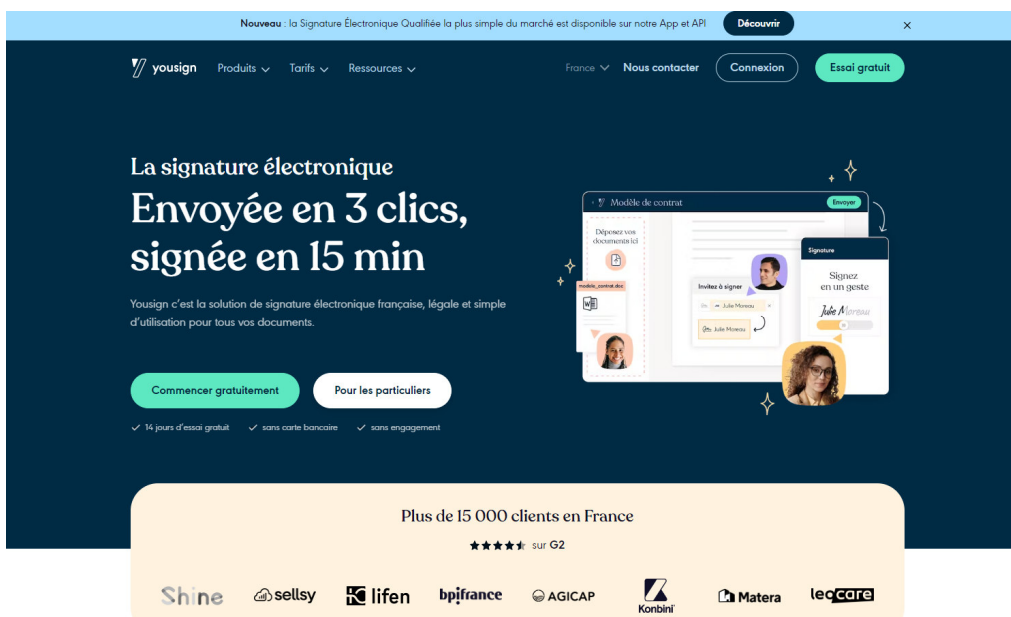 Nouveau : la Signature Électronique Qualifiée la plus simple du marché est disponible sur notre App et API
Découvrir
yousign
Produits
Tarifs
Ressources
France
Nous contacter
Connexion
Essai gratuit
La signature électronique
Envoyée en 3 clics,
signée en 15 min
Yousign c'est la solution de signature électronique française, légale et simple
d'utilisation pour tous vos documents.
Commencer gratuitement
Pour les particuliers
14 jours d'essai gratuit
sans carte bancaire
sans engagement
Modèle de contrat
Envoyer
Déposez vos
documents ici
modele_contrat.doc
Invitez à signer
Julie Moreau
Julie Moreau
Signature
Signez
en un geste
Julie Moreau
Plus de 15 000 clients en France
sur G2
Shine
sellsy
lifen
bpifrance
AGICAP
Konbini
Matera
leocare